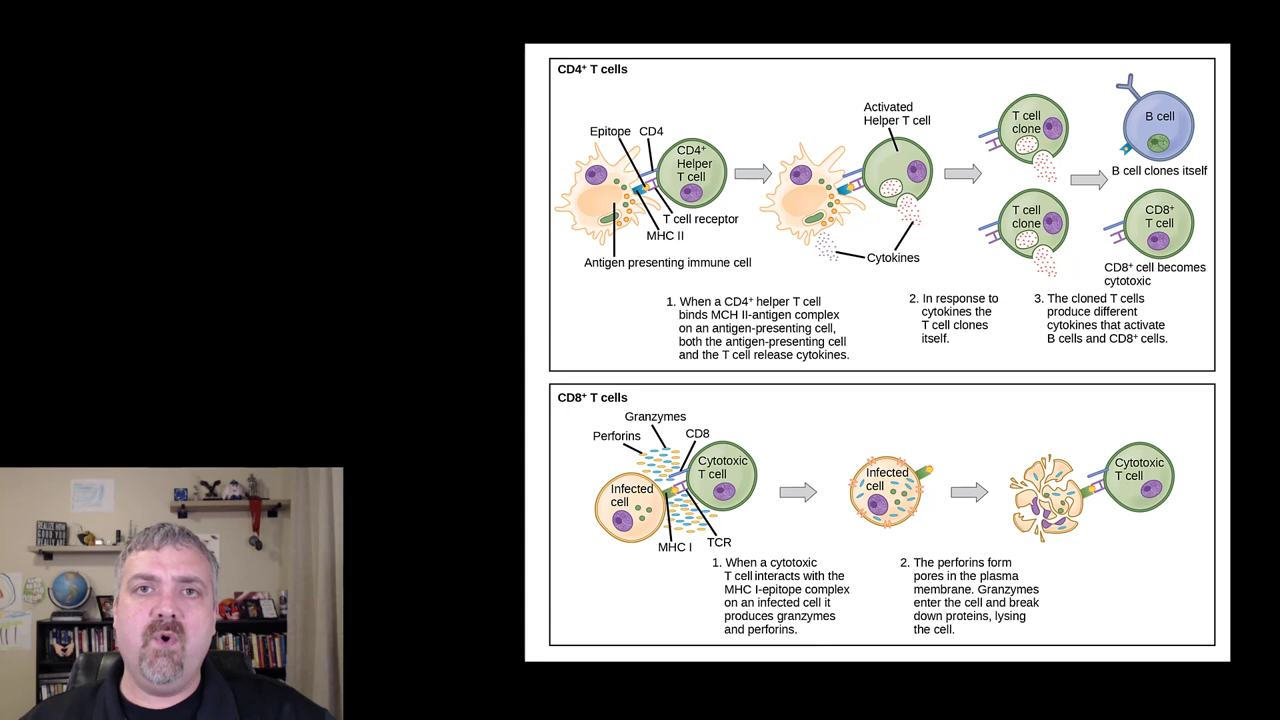 CD4⁺ T cells
Epitope
CD4
CD4⁺
Helper
T cell
T cell receptor
MHC II
Antigen presenting immune cell
Activated
Helper T cell
Cytokines
T cell
clone
T cell
clone
B cell
B cell clones itself
CD8⁺
T cell
CD8⁺ cell becomes
cytotoxic
1. When a CD4⁺ helper T cell
binds MCH II-antigen complex
on an antigen-presenting cell,
both the antigen-presenting cell
and the T cell release cytokines.
2. In response to
cytokines the
T cell clones
itself.
3. The cloned T cells
produce different
cytokines that activate
B cells and CD8⁺ cells.
CD8⁺ T cells
Granzymes
Perforins
CD8
Cytotoxic
T cell
Infected
cell
MHC I
TCR
Infected
cell
Cytotoxic
T cell
1. When a cytotoxic
T cell interacts with the
MHC I-epitope complex
on an infected cell it
produces granzymes
and perforins.
2. The perforins form
pores in the plasma
membrane. Granzymes
enter the cell and break
down proteins, lysing
the cell.